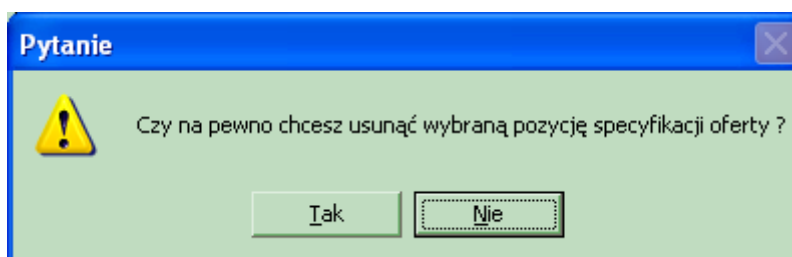 Pytanie
Czy na pewno chcesz usunąć wybraną pozycję specyfikacji oferty ?
Tak
Nie